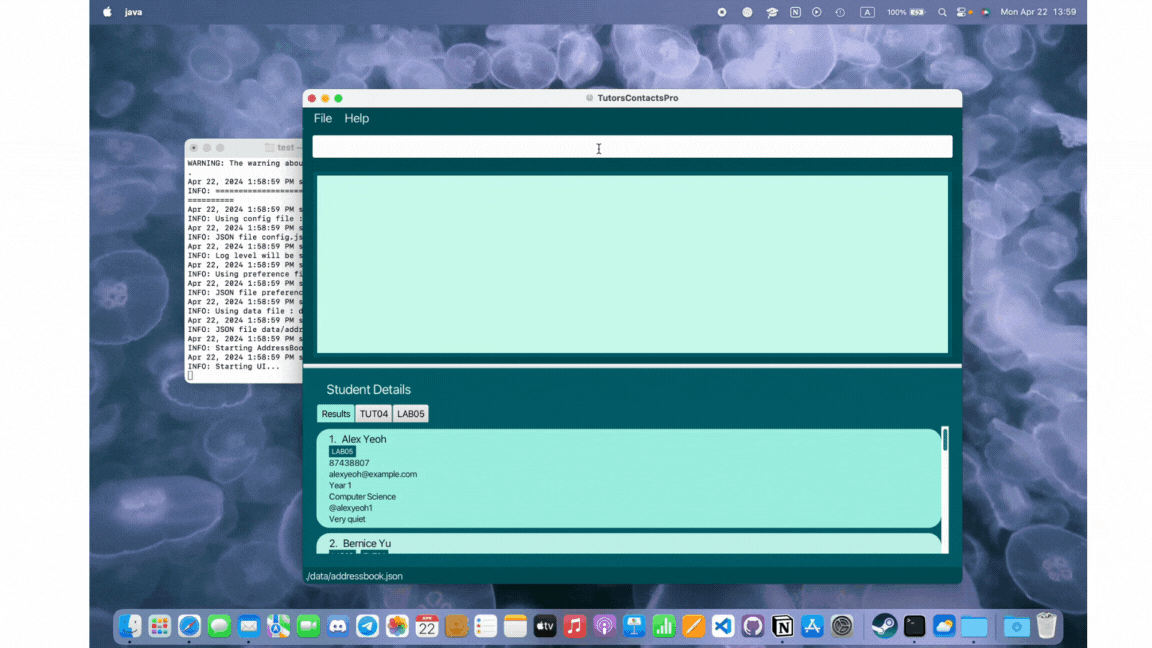 java
100%
Mon Apr 22 13:59
TutorsContactsPro
File Help
test —
WARNING: The warning abou
.
Apr 22, 2024 1:58:59 PM s
INFO: =====================
==========
Apr 22, 2024 1:58:59 PM s
INFO: Using config file :
Apr 22, 2024 1:58:59 PM s
INFO: JSON file config.js
Apr 22, 2024 1:58:59 PM s
INFO: Log level will be s
Apr 22, 2024 1:58:59 PM s
INFO: Using preference fi
Apr 22, 2024 1:58:59 PM s
INFO: JSON file preferenc
Apr 22, 2024 1:58:59 PM s
INFO: Using data file : d
Apr 22, 2024 1:58:59 PM s
INFO: JSON file data/addr
Apr 22, 2024 1:58:59 PM s
INFO: Starting AddressBoo
Apr 22, 2024 1:58:59 PM s
INFO: Starting UI...
Student Details
Results TUT04 LAB05
1. Alex Yeoh
LAB05
87438807
alexyeoh@example.com
Year 1
Computer Science
@alexyeoh1
Very quiet
2. Bernice Yu
./data/addressbook.json
APR
22
tv